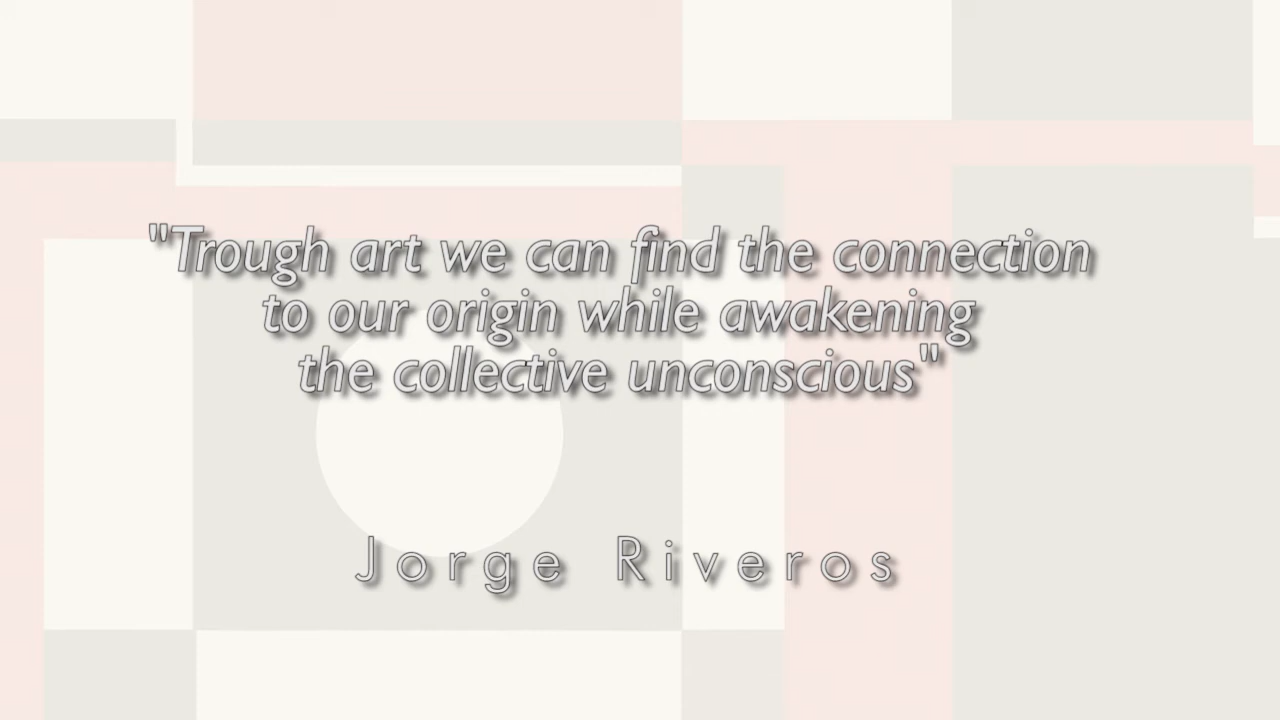 "Trough art we can find the connection
to our origin while awakening
the collective unconscious"
Jorge Riveros